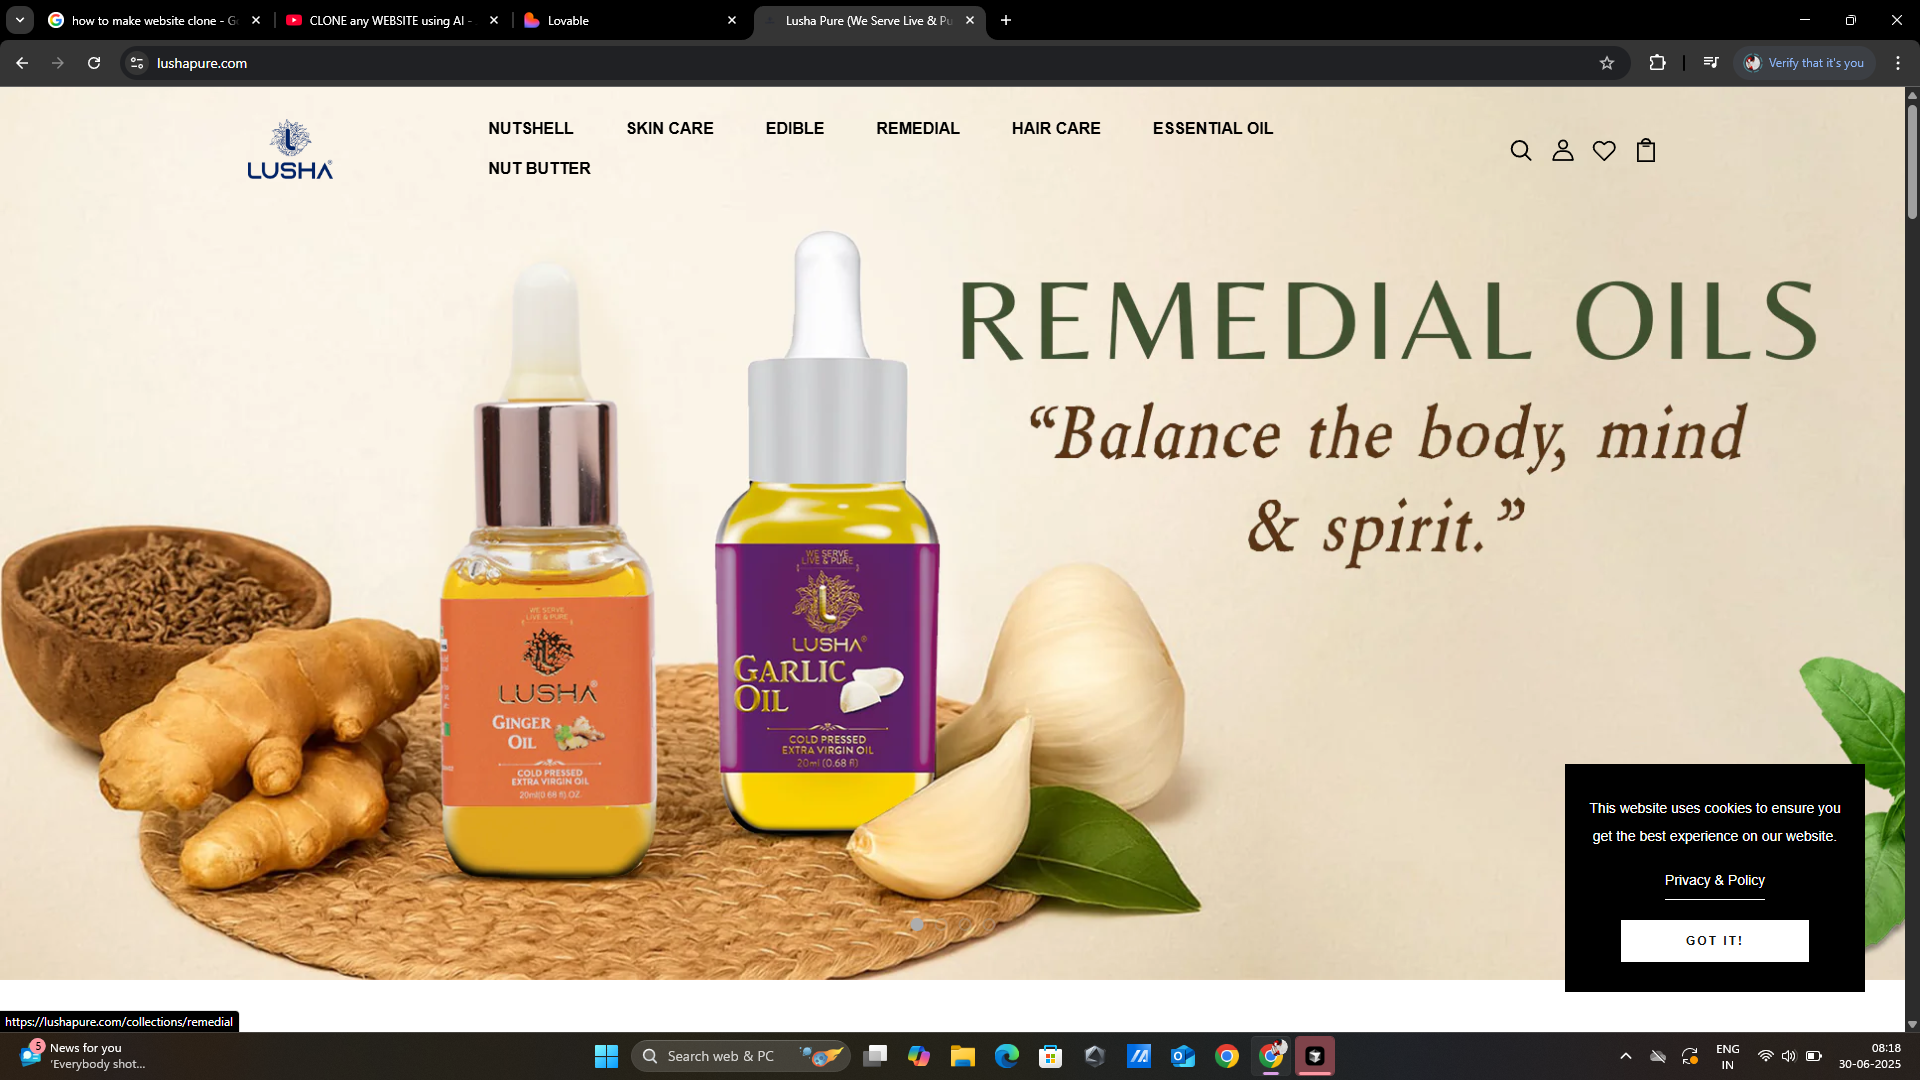 how to make website clone - G
CLONE any WEBSITE using AI -
Lovable
Lusha Pure (We Serve Live & Pu
lushapure.com
Verify that it's you
LUSHA®
NUTSHELL SKIN CARE EDIBLE REMEDIAL HAIR CARE ESSENTIAL OIL
NUT BUTTER
REMEDIAL OILS
“Balance the body, mind
& spirit.”
WE SERVE
LIVE & PURE
LUSHA®
GINGER
OIL
COLD PRESSED
EXTRA VIRGIN OIL
20ml(0.68 fl) OZ.
WE SERVE
LIVE & PURE
LUSHA®
GARLIC
OIL
COLD PRESSED
EXTRA VIRGIN OIL
20ml (0.68 fl)
This website uses cookies to ensure you
get the best experience on our website.
Privacy & Policy
GOT IT!
https://lushapure.com/collections/remedial
5
News for you
'Everybody shot...
Search web & PC
ENG
IN
08:18
30-06-2025